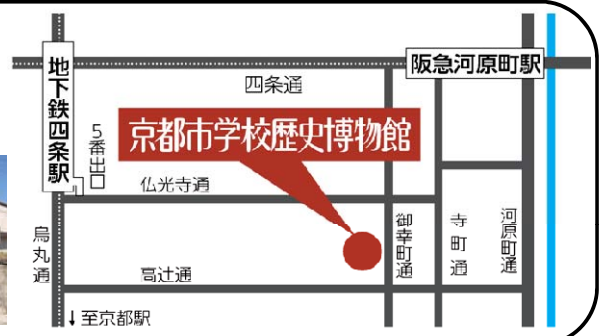 地下鉄四条駅
阪急河原町駅
四条通
5番出口
京都市学校歴史博物館
仏光寺通
烏丸通
御幸町通
寺町通
河原町通
高辻通
↓至京都駅